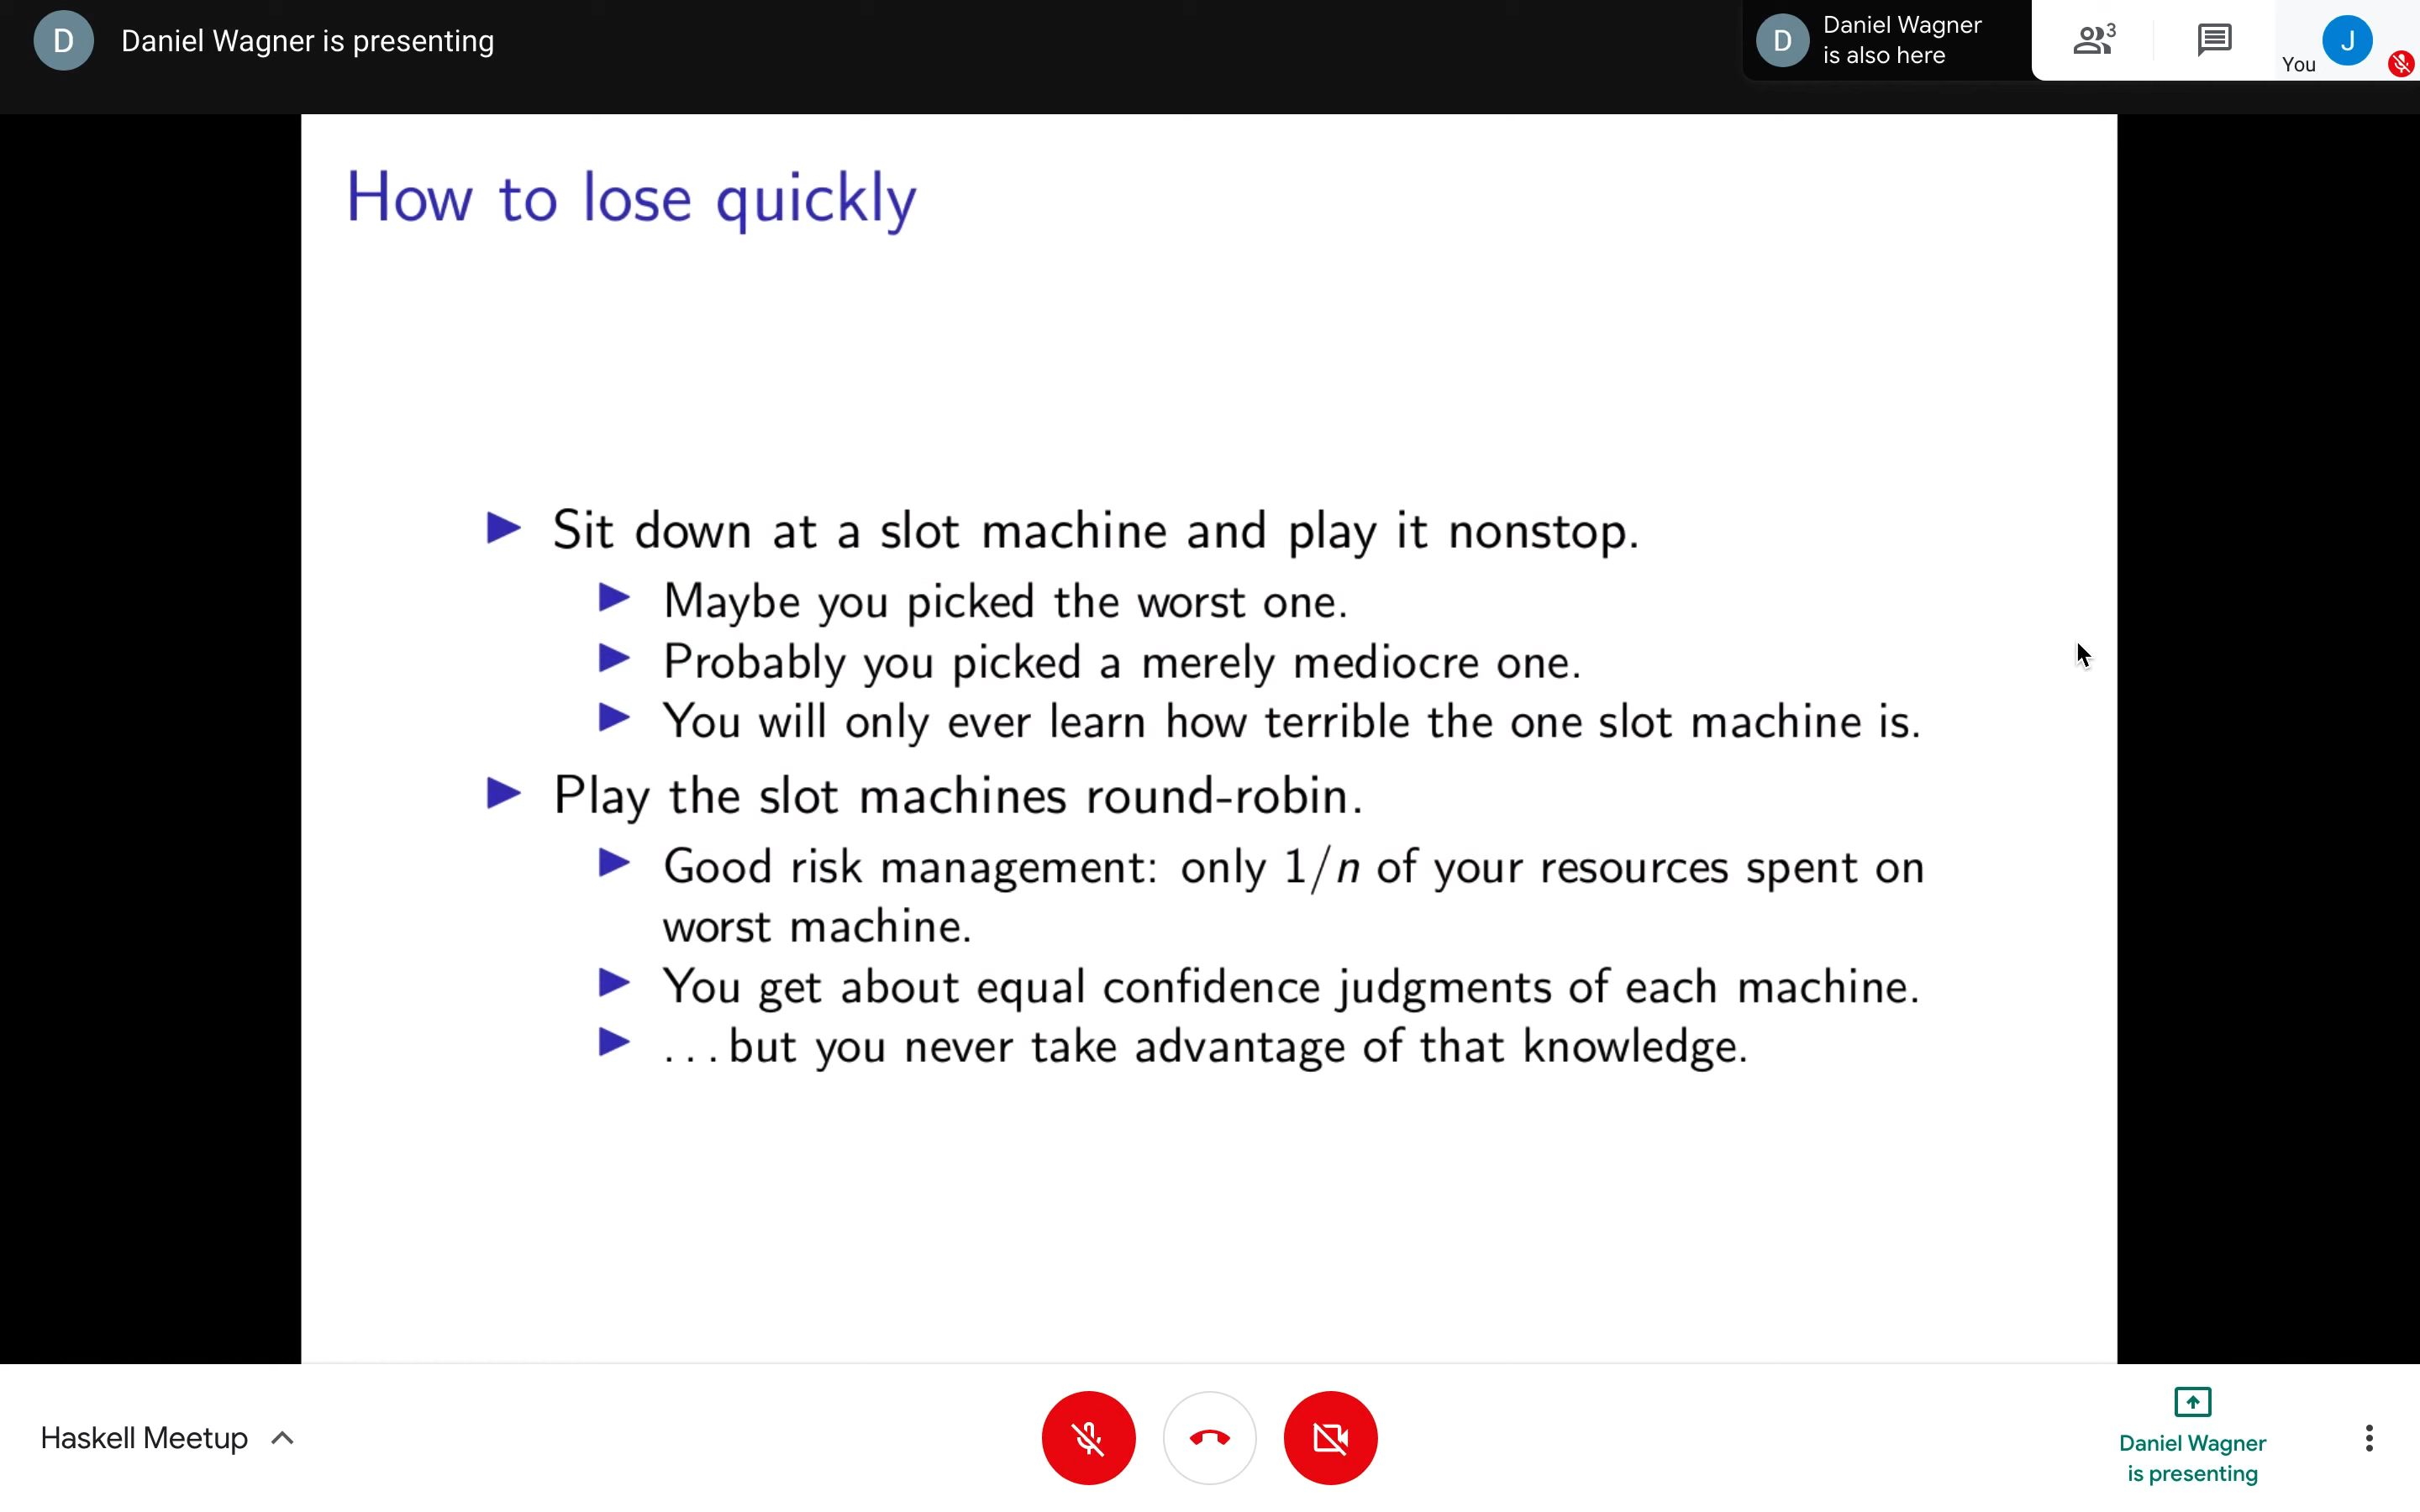 D
Daniel Wagner is presenting
D
Daniel Wagner
is also here
3
You
J
How to lose quickly
Sit down at a slot machine and play it nonstop.
Maybe you picked the worst one.
Probably you picked a merely mediocre one.
You will only ever learn how terrible the one slot machine is.
Play the slot machines round-robin.
Good risk management: only 1/n of your resources spent on
worst machine.
You get about equal confidence judgments of each machine.
...but you never take advantage of that knowledge.
Haskell Meetup
Daniel Wagner
is presenting